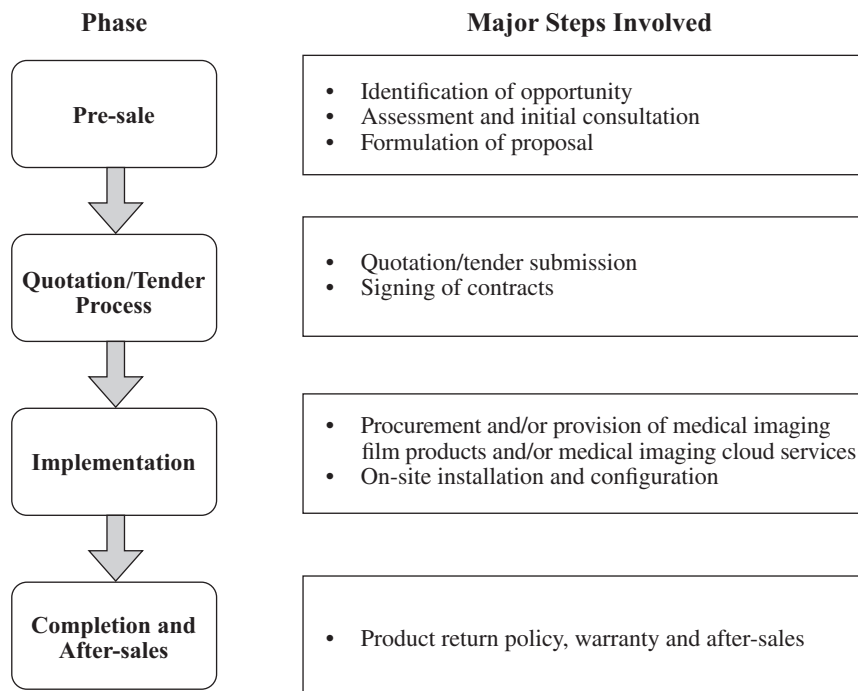 Phase
Major Steps Involved
Pre-sale
• Identification of opportunity
• Assessment and initial consultation
• Formulation of proposal
Quotation/Tender
Process
• Quotation/tender submission
• Signing of contracts
Implementation
• Procurement and/or provision of medical imaging
film products and/or medical imaging cloud services
• On-site installation and configuration
Completion and
After-sales
• Product return policy, warranty and after-sales